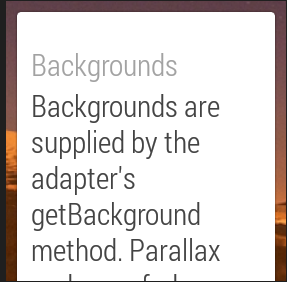 Backgrounds
Backgrounds are
supplied by the
adapter's
getBackground
method. Parallax